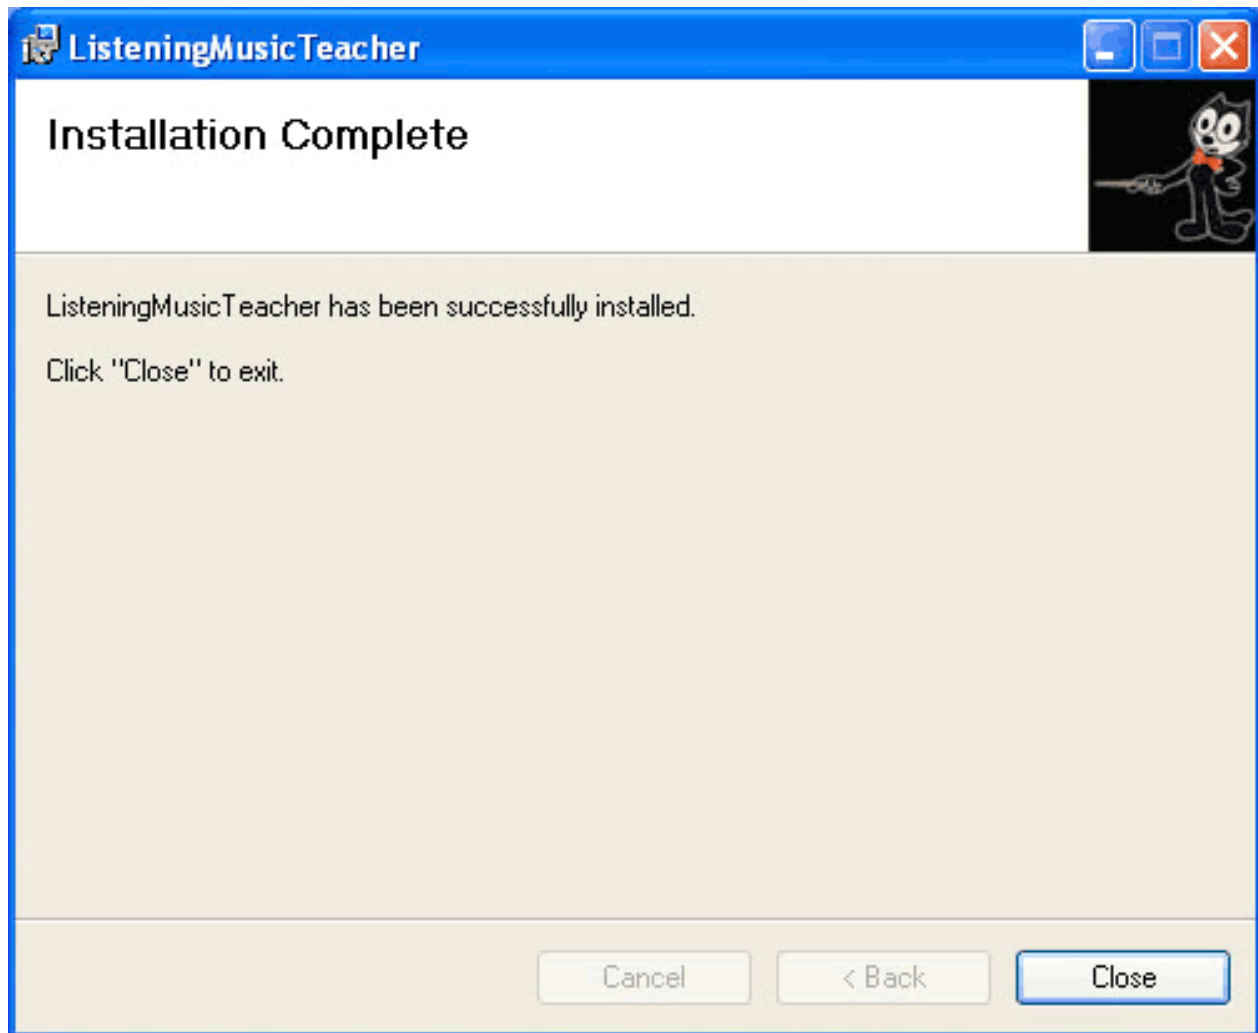 ListeningMusicTeacher
Installation Complete
ListeningMusicTeacher has been successfully installed.
Click "Close" to exit.
Cancel
< Back
Close